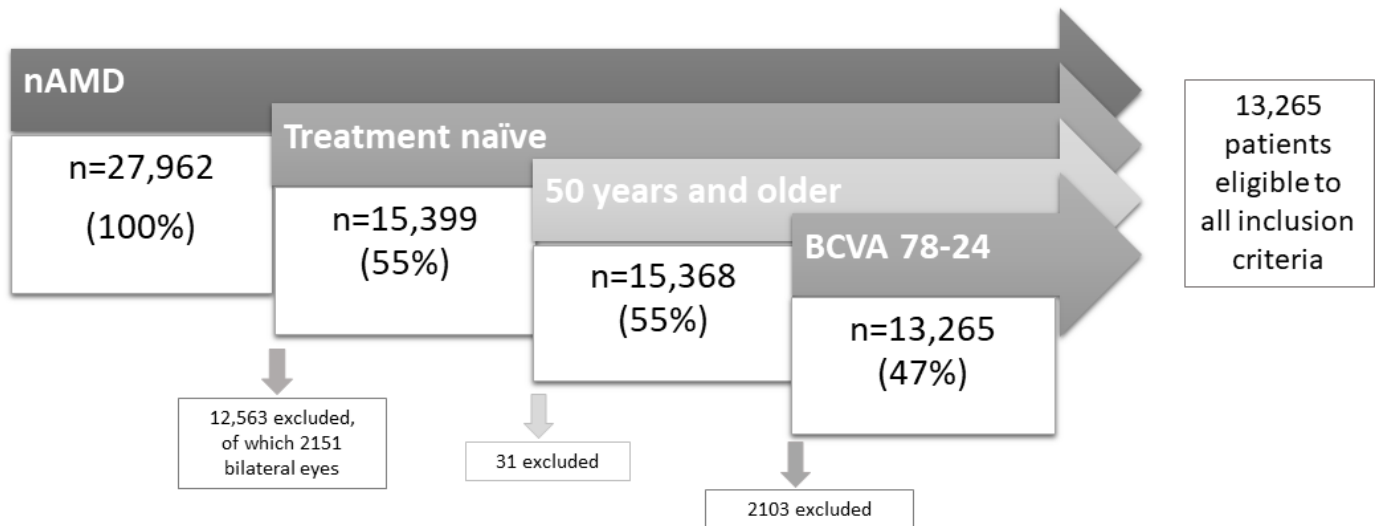 nAMD
n=27,962
(100%)
Treatment naïve
n=15,399
(55%)
50 years and older
n=15,368
(55%)
BCVA 78-24
n=13,265
(47%)
13,265
patients
eligible to
all inclusion
criteria
12,563 excluded,
of which 2151
bilateral eyes
31 excluded
2103 excluded